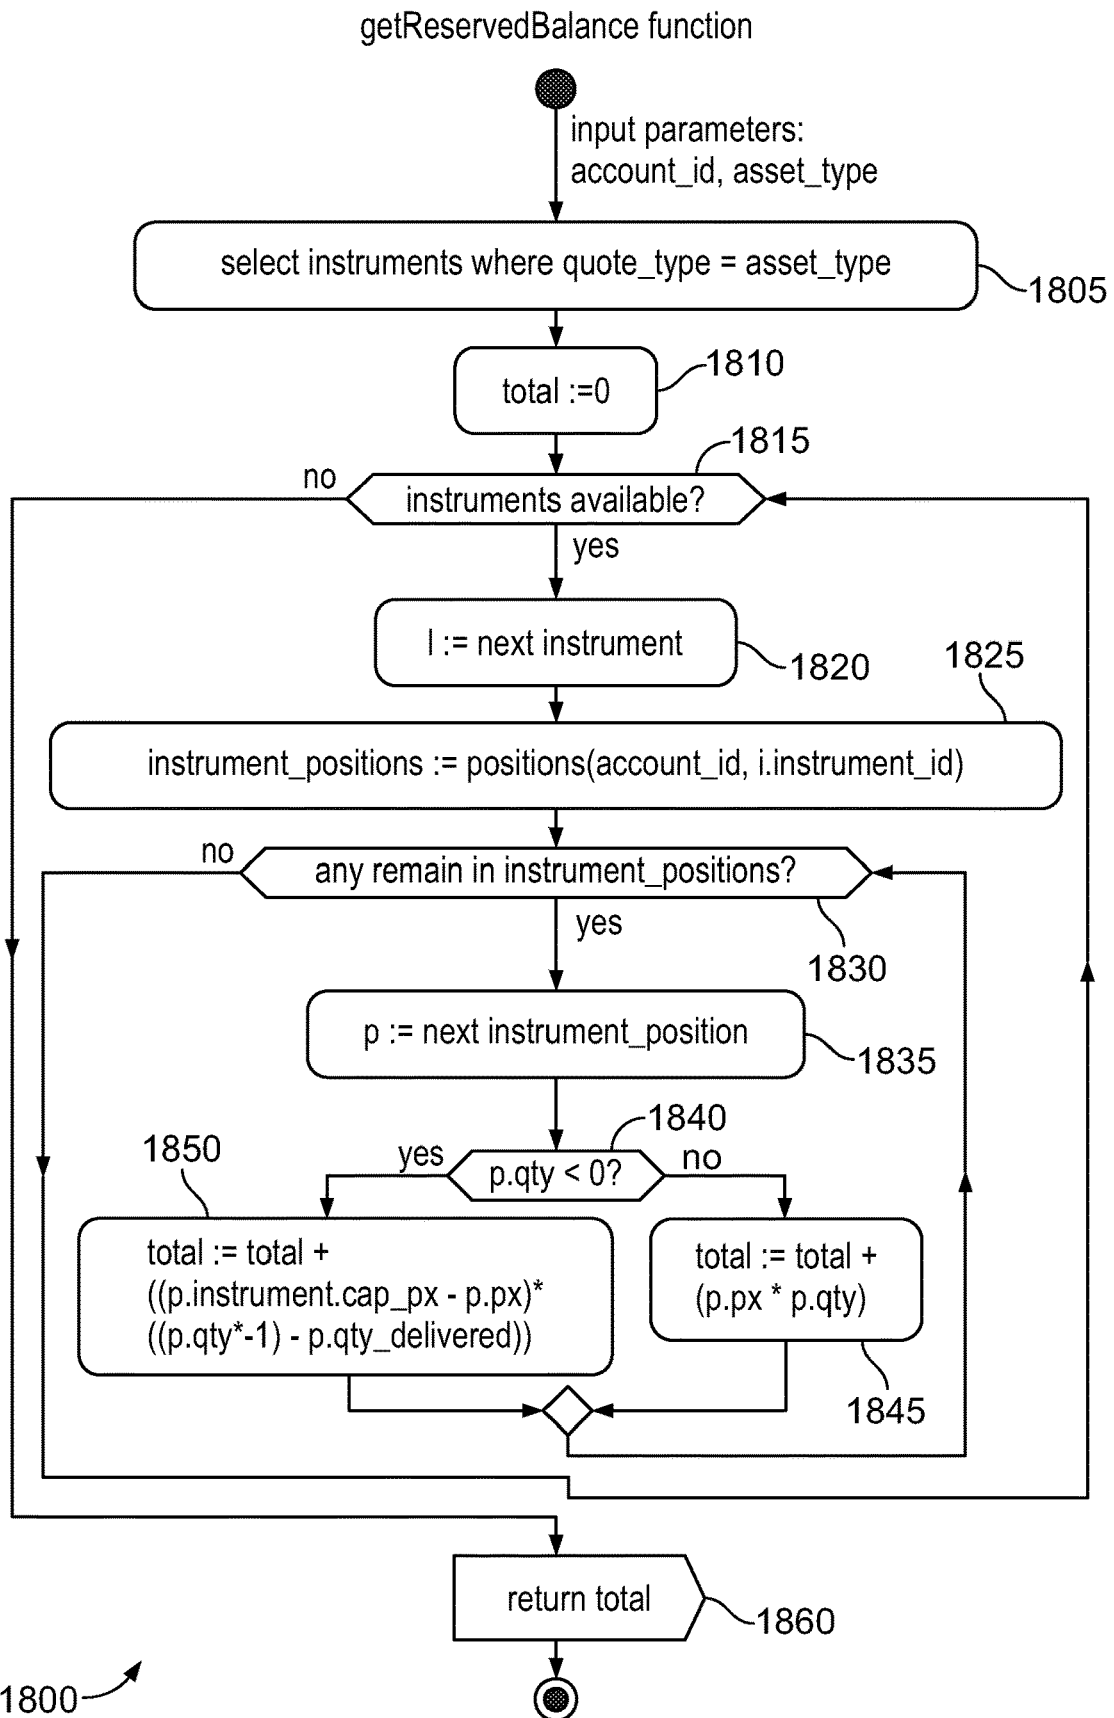 getReservedBalance function
input parameters:
account_id, asset_type
select instruments where quote_type = asset_type
1805
1810
total :=0
1815
no
instruments available?
yes
I := next instrument
1820
1825
instrument_positions := positions(account_id, i.instrument_id)
no
any remain in instrument_positions?
yes
1830
p := next instrument_position
1835
1840
1850
yes
p.qty < 0?
no
total := total +
((p.instrument.cap_px - p.px)*
((p.qty*-1) - p.qty_delivered))
total := total +
(p.px * p.qty)
1845
return total
1860
1800